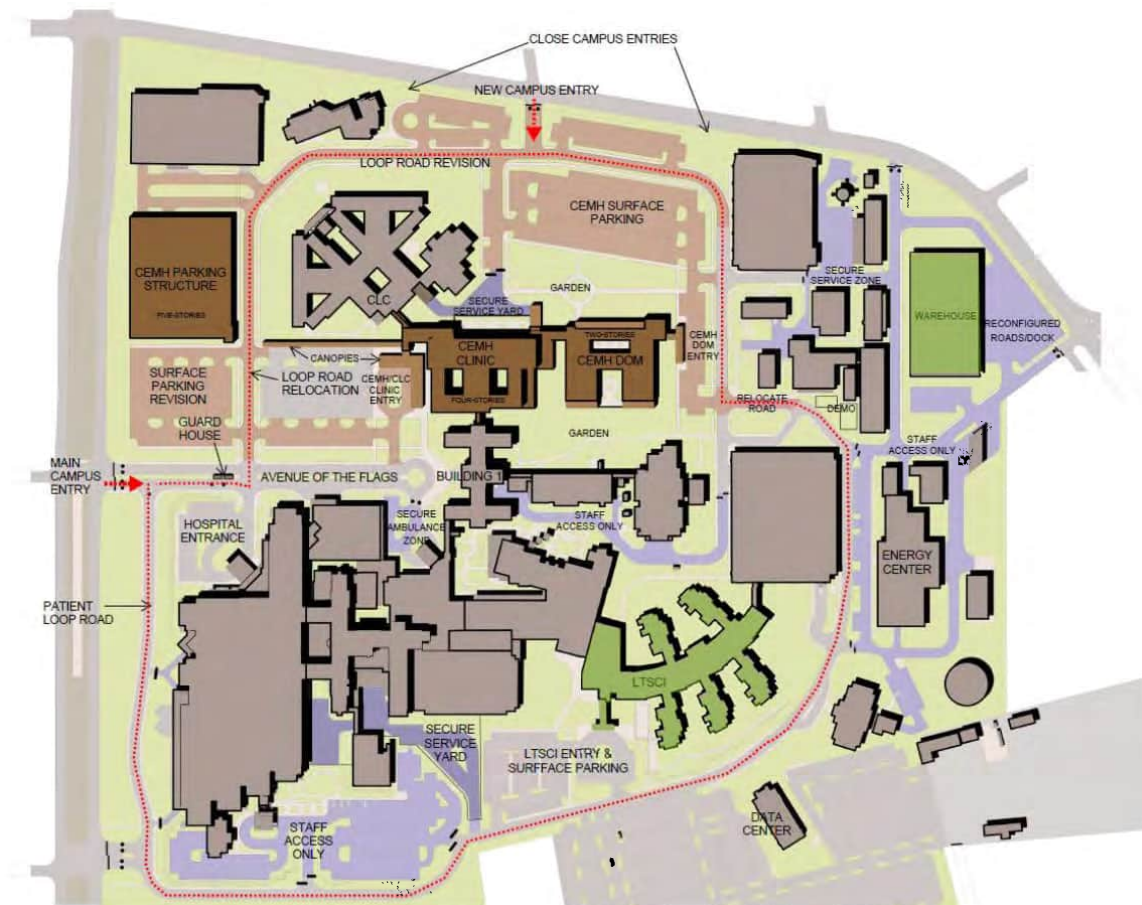 CLOSE CAMPUS ENTRIES
NEW CAMPUS ENTRY
LOOP ROAD REVISION
CEMH SURFACE
PARKING
CEMH PARKING
STRUCTURE
FIVE-STORIES
CLC
SECURE
SERVICE YARD
GARDEN
SECURE
SERVICE ZONE
WAREHOUSE
RECONFIGURED
ROADS/DOCK
CANOPIES
CEMH
CLINIC
FOUR-STORIES
TWO-STORIES
CEMH DOM
CEMH
DOM
ENTRY
SURFACE
PARKING
REVISION
LOOP ROAD
RELOCATION
CEMH/CLC
CLINIC
ENTRY
RELOCATE
ROAD
DEMO
GUARD
HOUSE
GARDEN
STAFF
ACCESS ONLY
MAIN
CAMPUS
ENTRY
AVENUE OF THE FLAGS
BUILDING 1
HOSPITAL
ENTRANCE
SECURE
AMBULANCE
ZONE
STAFF
ACCESS ONLY
ENERGY
CENTER
PATIENT
LOOP ROAD
LTSCI
SECURE
SERVICE
YARD
LTSCI ENTRY &
SURFFACE PARKING
DATA
CENTER
STAFF
ACCESS
ONLY